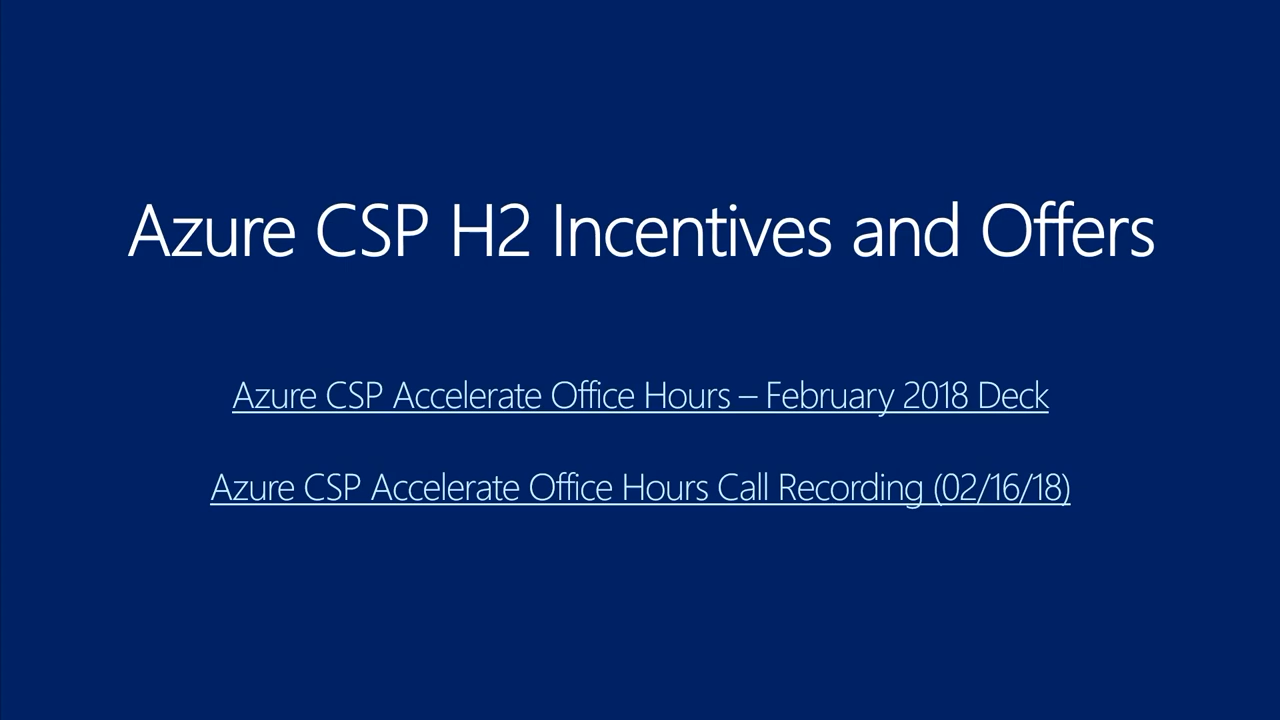 Azure CSP H2 Incentives and Offers
Azure CSP Accelerate Office Hours – February 2018 Deck
Azure CSP Accelerate Office Hours Call Recording (02/16/18)